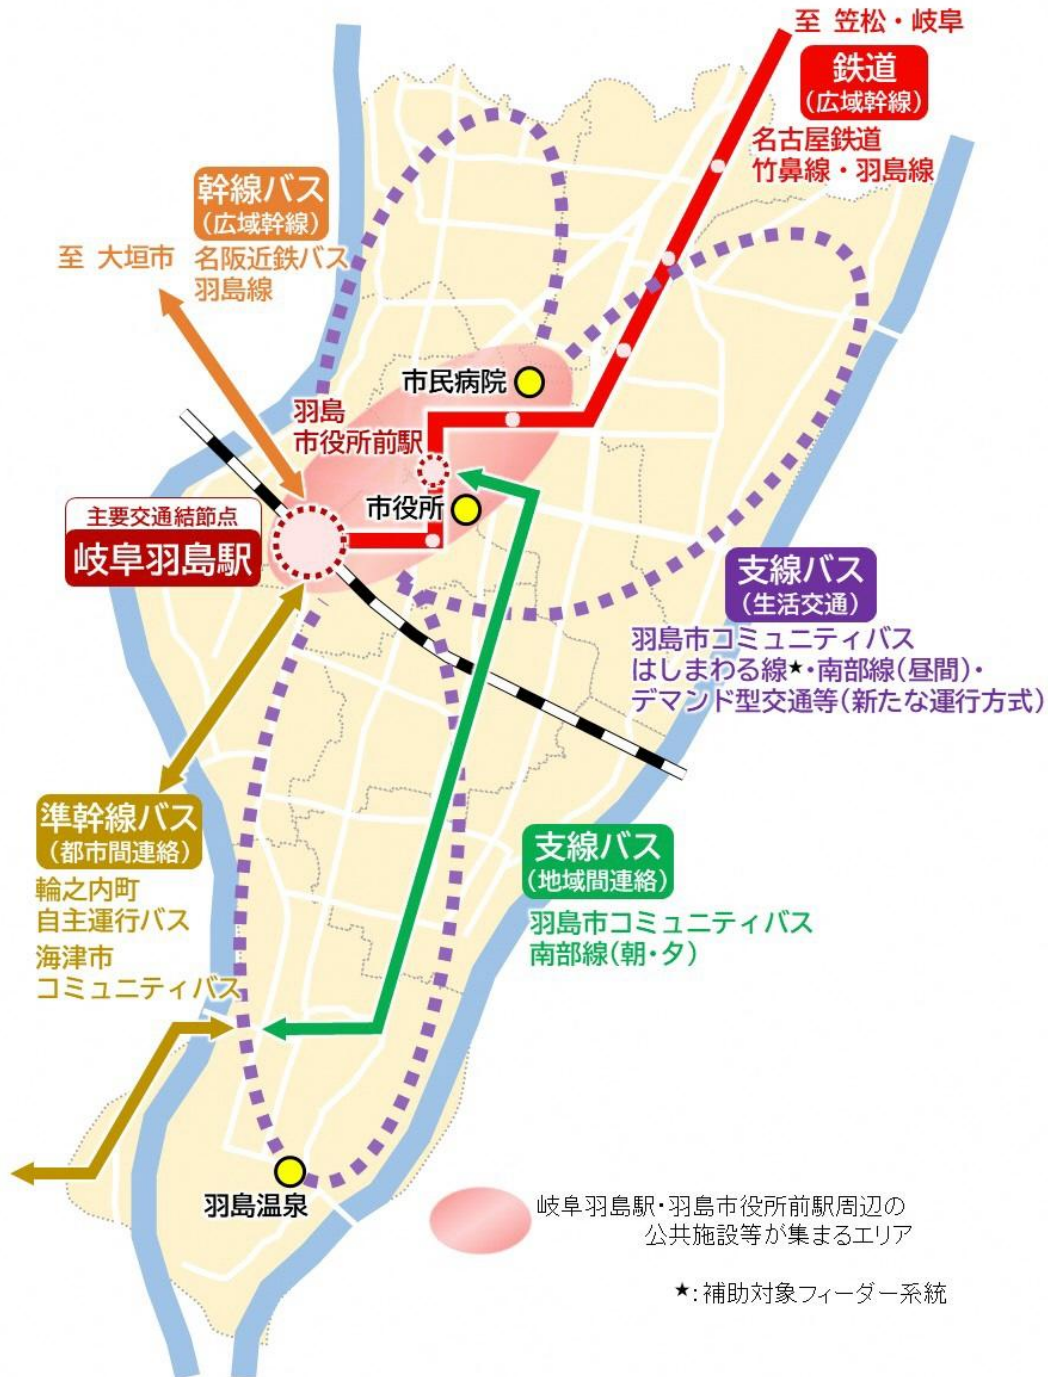 至 笠松・岐阜
鉄道
(広域幹線)
名古屋鉄道
竹鼻線・羽島線
幹線バス
(広域幹線)
至 大垣市
名阪近鉄バス
羽島線
市民病院
羽島
市役所前駅
市役所
主要交通結節点
岐阜羽島駅
支線バス
(生活交通)
羽島市コミュニティバス
はしまわる線★・南部線(昼間)・
デマンド型交通等(新たな運行方式)
準幹線バス
(都市間連絡)
輪之内町
自主運行バス
海津市
コミュニティバス
支線バス
(地域間連絡)
羽島市コミュニティバス
南部線(朝・夕)
羽島温泉
岐阜羽島駅・羽島市役所前駅周辺の
公共施設等が集まるエリア
★:補助対象フィーダー系統